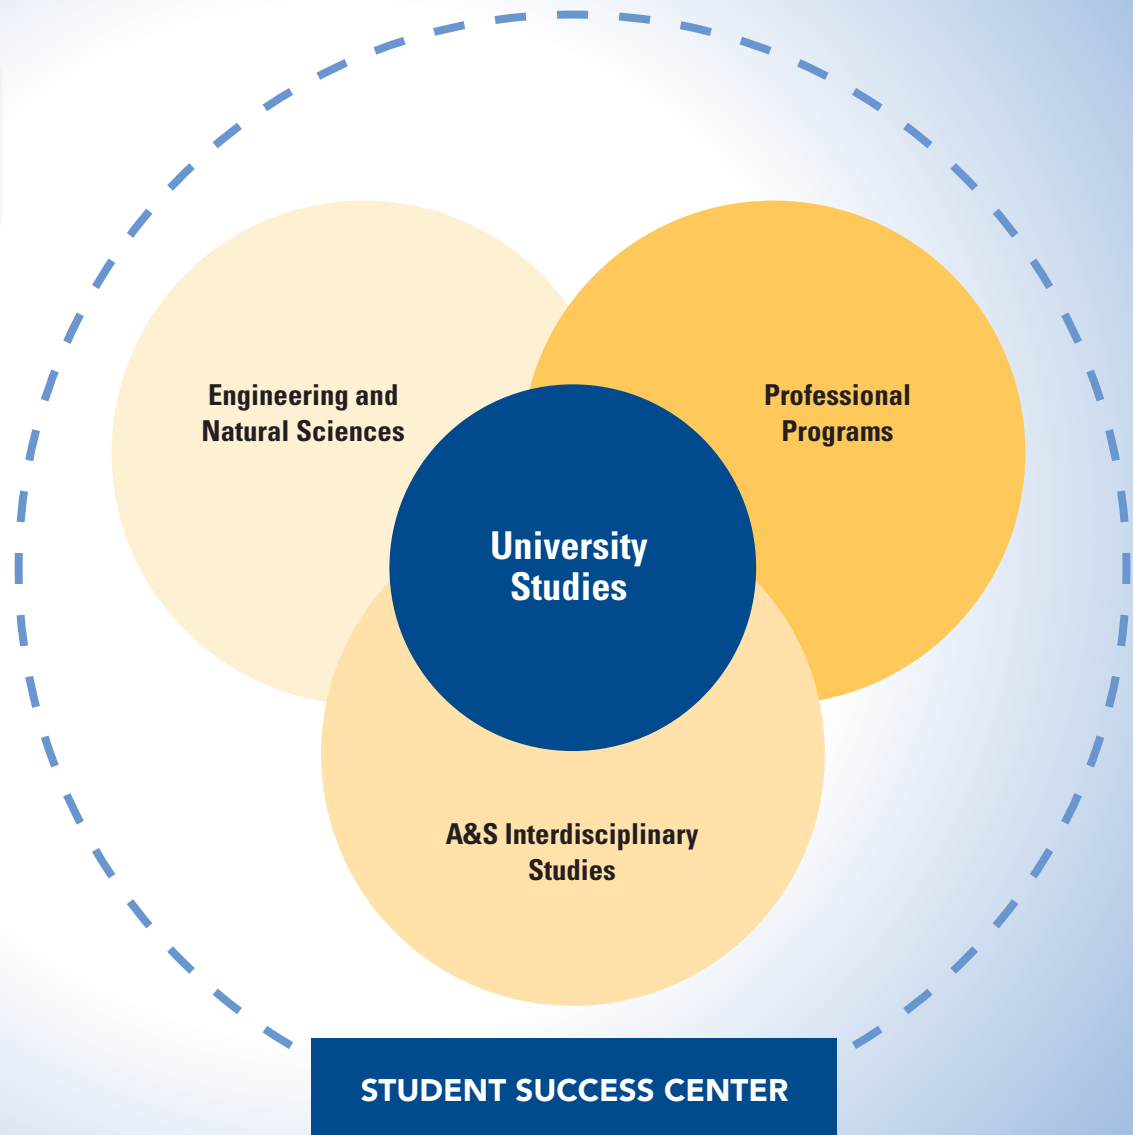 Engineering and
Natural Sciences
Professional
Programs
University
Studies
A&S Interdisciplinary
Studies
STUDENT SUCCESS CENTER